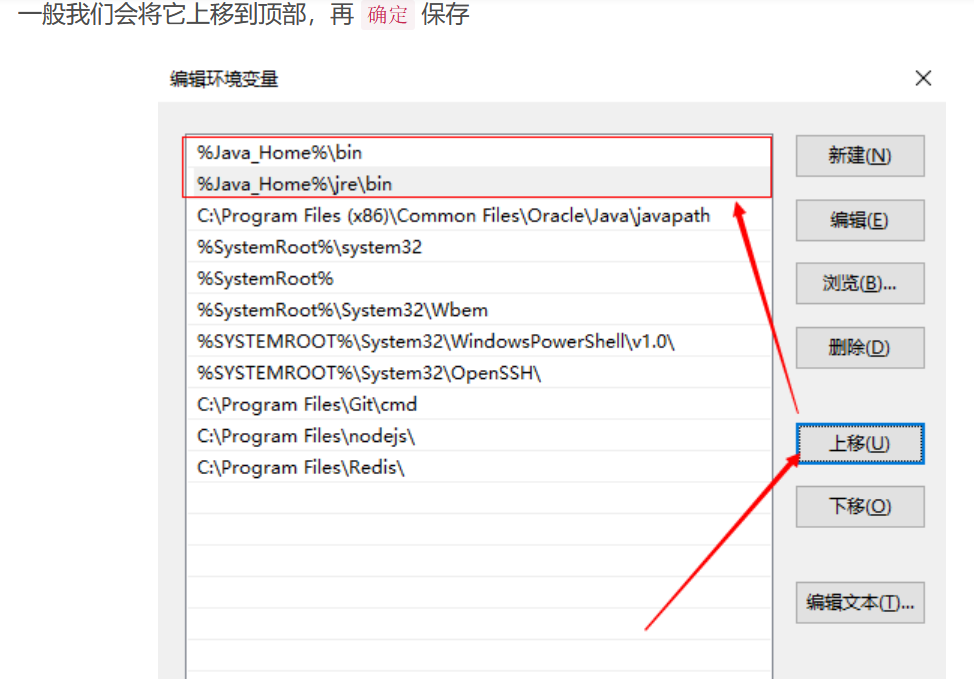 一般我们会将它上移到顶部，再 确定 保存
编辑环境变量
%Java_Home%\bin
%Java_Home%\jre\bin
C:\Program Files (x86)\Common Files\Oracle\Java\javapath
%SystemRoot%\system32
%SystemRoot%
%SystemRoot%\System32\Wbem
%SYSTEMROOT%\System32\WindowsPowerShell\v1.0\
%SYSTEMROOT%\System32\OpenSSH\
C:\Program Files\Git\cmd
C:\Program Files\nodejs\
C:\Program Files\Redis\
新建(N)
编辑(E)
浏览(B)...
删除(D)
上移(U)
下移(O)
编辑文本(T)...